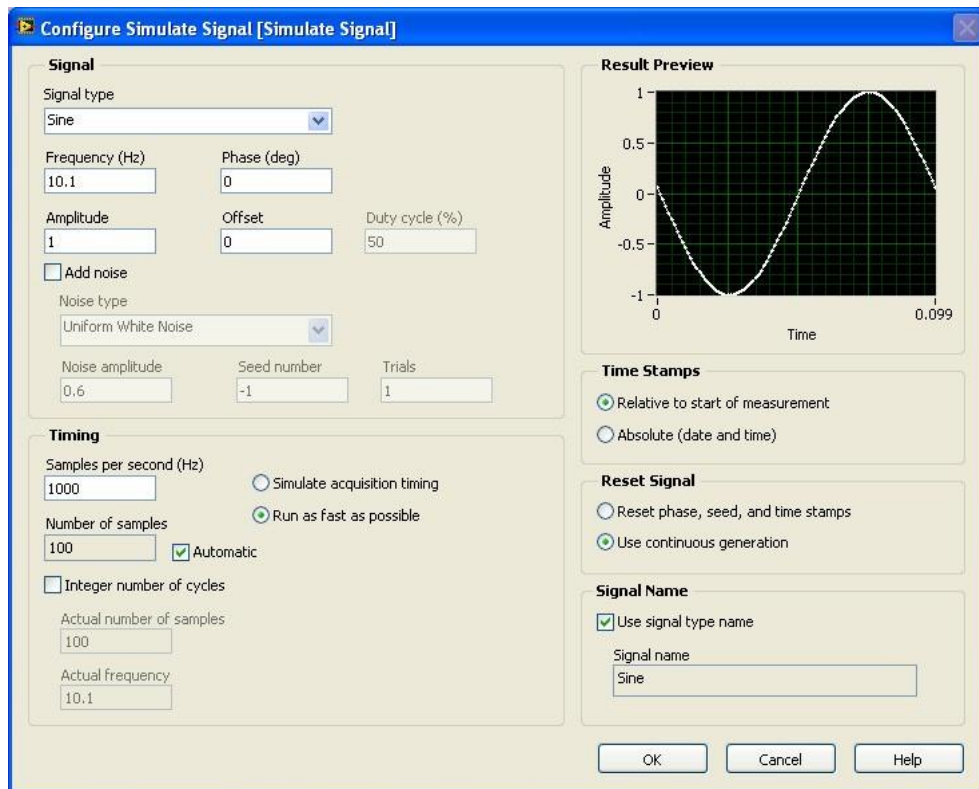 Configure Simulate Signal [Simulate Signal]
Signal
Signal type
Sine
Frequency (Hz) Phase (deg)
10.1 0
Amplitude Offset Duty cycle (%)
1 0 50
Add noise
Noise type
Uniform White Noise
Noise amplitude Seed number Trials
0.6 -1 1
Timing
Samples per second (Hz)
1000
Simulate acquisition timing
Run as fast as possible
Number of samples
100 Automatic
Integer number of cycles
Actual number of samples
100
Actual frequency
10.1
Result Preview
Amplitude
1
0.5
0
-0.5
-1
0 0.099
Time
Time Stamps
Relative to start of measurement
Absolute (date and time)
Reset Signal
Reset phase, seed, and time stamps
Use continuous generation
Signal Name
Use signal type name
Signal name
Sine
OK Cancel Help